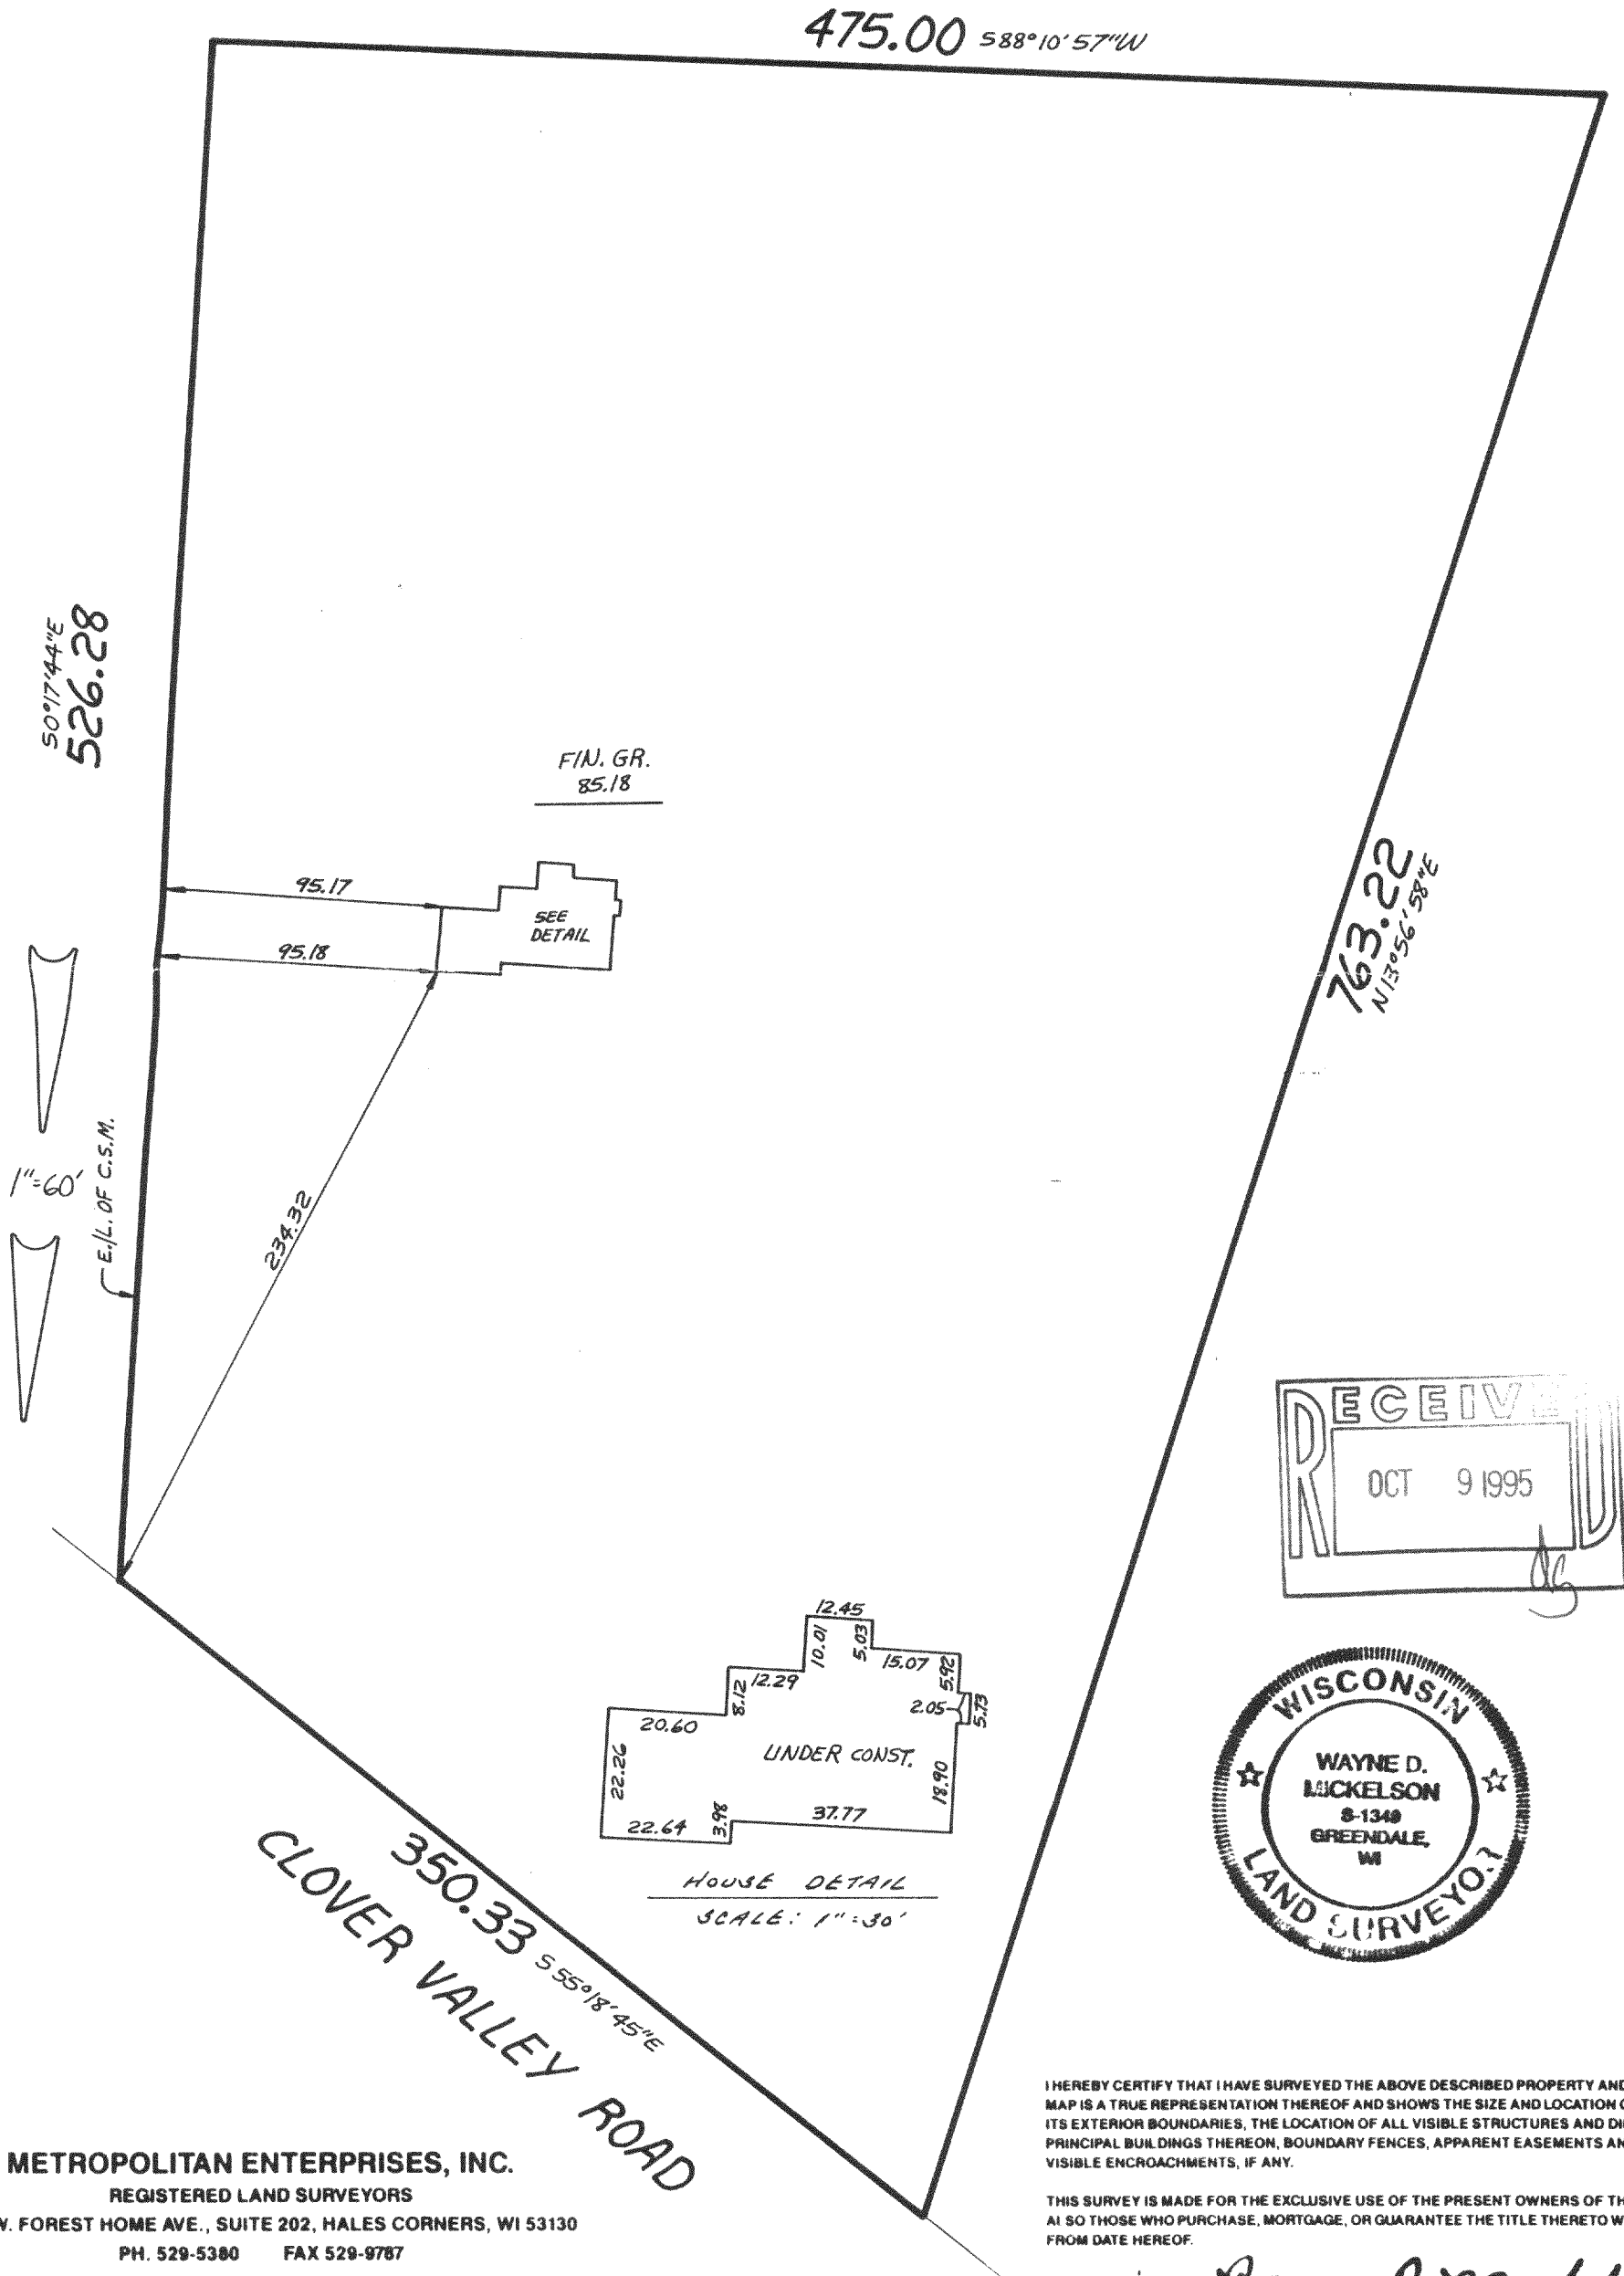 475.00 S88°10'57"W
S0°17'44"E
526.28
FIN. GR.
85.18
95.17
SEE
DETAIL
95.18
763.22
N13°56'58"E
1"=60'
E./L. OF C.S.M.
234.32
RECEIVED
OCT 9 1995
12.45
10.01
5.03
15.07
5.92
12.29
8.12
2.05
5.73
20.60
UNDER CONST.
22.26
18.90
37.77
22.64
3.98
HOUSE DETAIL
SCALE: 1"=30'
WISCONSIN
WAYNE D.
MICKELSON
S-1349
GREENDALE,
WI
LAND SURVEYOR
350.33 S55°18'45"E
CLOVER VALLEY ROAD
METROPOLITAN ENTERPRISES, INC.
REGISTERED LAND SURVEYORS
W. FOREST HOME AVE., SUITE 202, HALES CORNERS, WI 53130
PH. 529-5380 FAX 529-9787
I HEREBY CERTIFY THAT I HAVE SURVEYED THE ABOVE DESCRIBED PROPERTY AND
MAP IS A TRUE REPRESENTATION THEREOF AND SHOWS THE SIZE AND LOCATION
ITS EXTERIOR BOUNDARIES, THE LOCATION OF ALL VISIBLE STRUCTURES AND
PRINCIPAL BUILDINGS THEREON, BOUNDARY FENCES, APPARENT EASEMENTS
VISIBLE ENCROACHMENTS, IF ANY.
THIS SURVEY IS MADE FOR THE EXCLUSIVE USE OF THE PRESENT OWNERS OF
ALSO THOSE WHO PURCHASE, MORTGAGE, OR GUARANTEE THE TITLE THERETO
FROM DATE HEREOF.